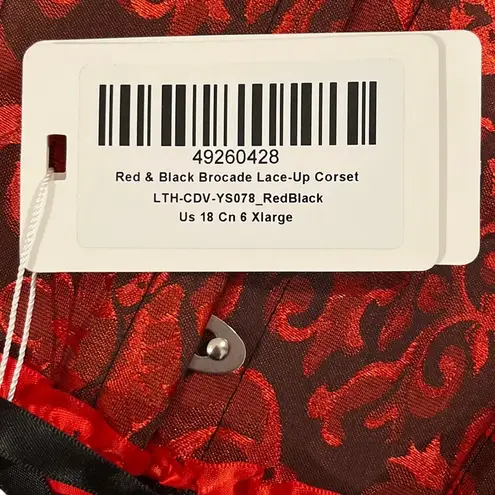 49260428
Red & Black Brocade Lace-Up Corset
LTH-CDV-YS078_RedBlack
Us 18 Cn 6 Xlarge